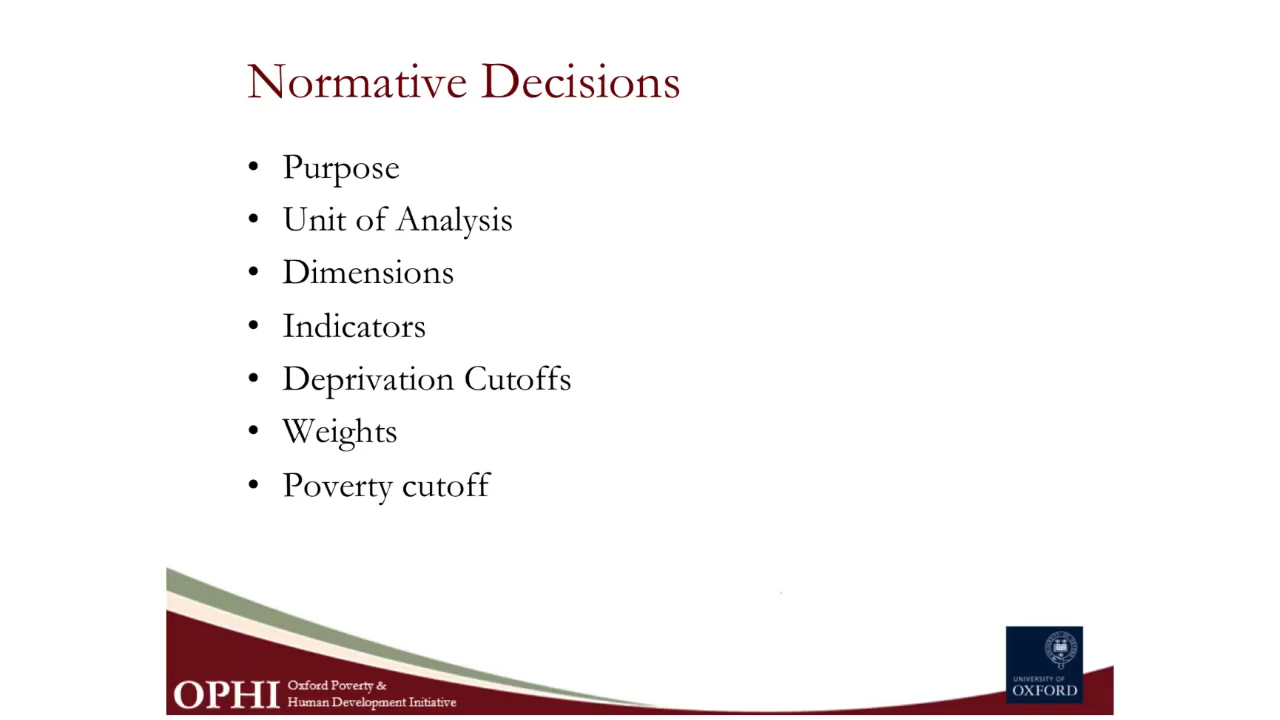 Normative Decisions
• Purpose
• Unit of Analysis
• Dimensions
• Indicators
• Deprivation Cutoffs
• Weights
• Poverty cutoff
OPHI
Oxford Poverty &
Human Development Initiative
UNIVERSITY OF
OXFORD